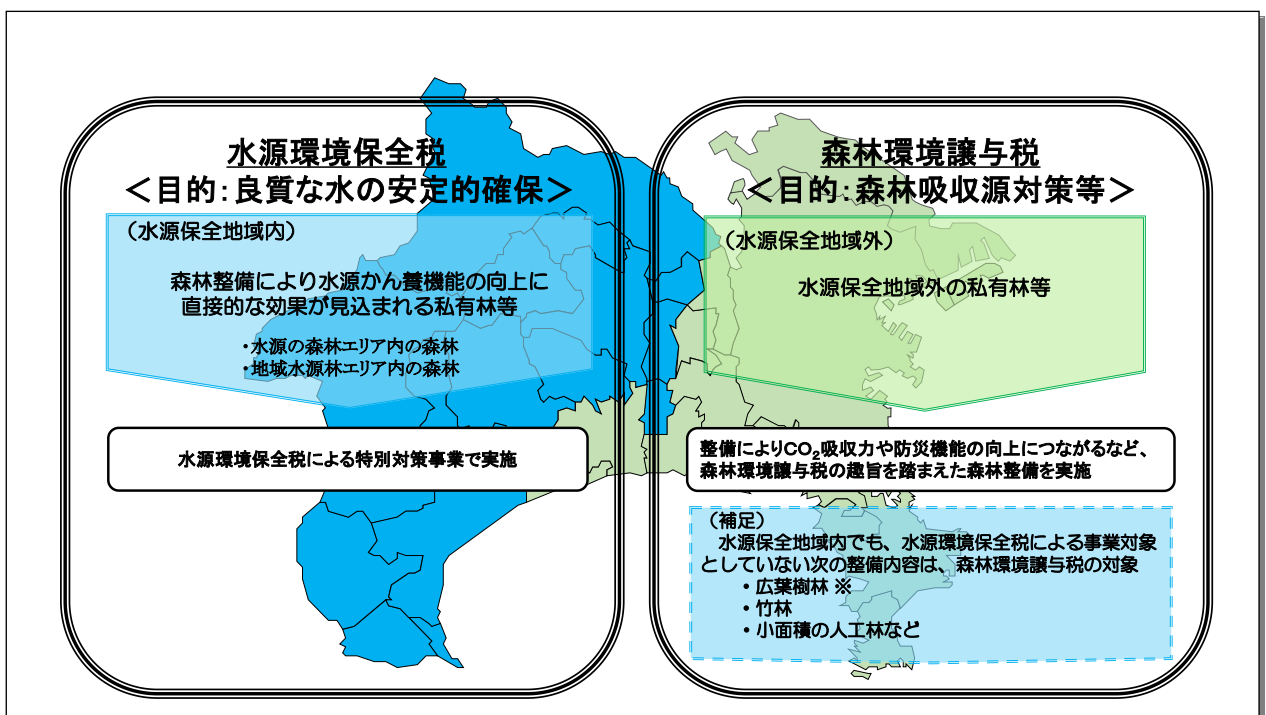 水源環境保全税
＜目的：良質な水の安定的確保＞
（水源保全地域内）
森林整備により水源かん養機能の向上に
直接的な効果が見込まれる私有林等
・水源の森林エリア内の森林
・地域水源林エリア内の森林
水源環境保全税による特別対策事業で実施
森林環境譲与税
＜目的：森林吸収源対策等＞
（水源保全地域外）
水源保全地域外の私有林等
整備によりCO₂吸収力や防災機能の向上につながるなど、
森林環境譲与税の趣旨を踏まえた森林整備を実施
（補足）
水源保全地域内でも、水源環境保全税による事業対象
としていない次の整備内容は、森林環境譲与税の対象
・広葉樹林 ※
・竹林
・小面積の人工林など